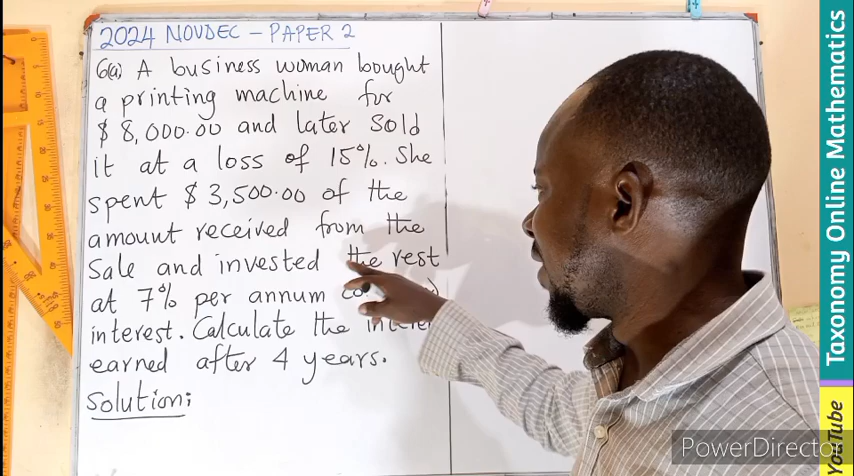 2024 NOVDEC - PAPER 2
6(a) A business woman bought
a printing machine for
$ 8,000.00 and later sold
it at a loss of 15%. She
spent $ 3,500.00 of the
amount received from the
Sale and invested the rest
at 7% per annum
interest. Calculate the
earned after 4 years.
Solution;
Taxonomy Online Mathematics
YouTube
PowerDirector